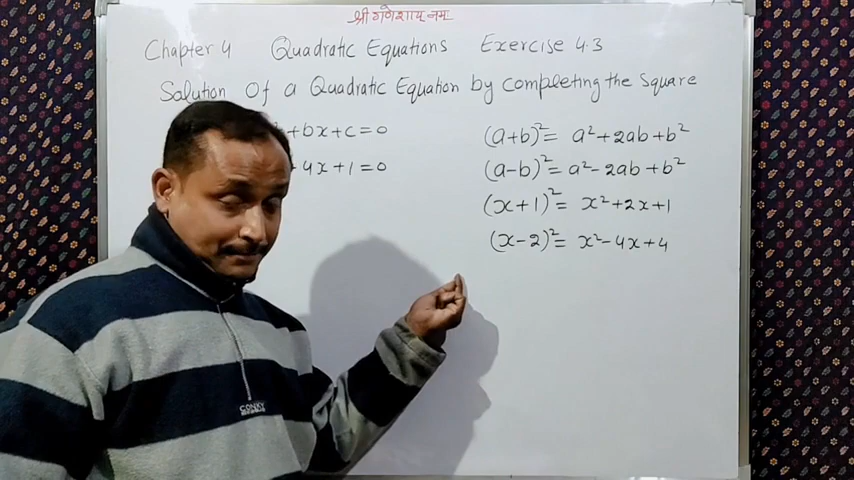 श्री गणेशाय नम
Chapter 4 Quadratic Equations Exercise 4.3
Solution Of a Quadratic Equation by completing the Square
+bx+c=0
4x+1=0
(a+b)²= a²+2ab+b²
(a-b)²= a²-2ab+b²
(x+1)²= x²+2x+1
(x-2)²= x²-4x+4
CONKY